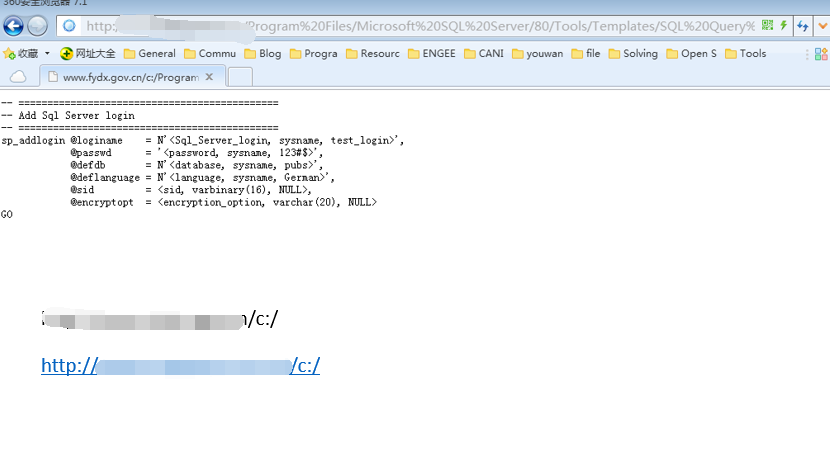 360安全浏览器 7.1
http:/Program%20Files/Microsoft%20SQL%20Server/80/Tools/Templates/SQL%20Query%
收藏 网址大全 General Commu Blog Progra Resourc ENGEE CANI youwan file Solving Open S Tools
www.fydx.gov.cn/c:/Program X
-- =============================================
-- Add Sql Server login
-- =============================================
sp_addlogin @loginame = N'<Sql_Server_login, sysname, test_login>',
@passwd = '<password, sysname, 123#$>',
@defdb = N'<database, sysname, pubs>',
@deflanguage = N'<language, sysname, German>',
@sid = <sid, varbinary(16), NULL>,
@encryptopt = <encryption_option, varchar(20), NULL>
GO
/c:/
http:///c:/